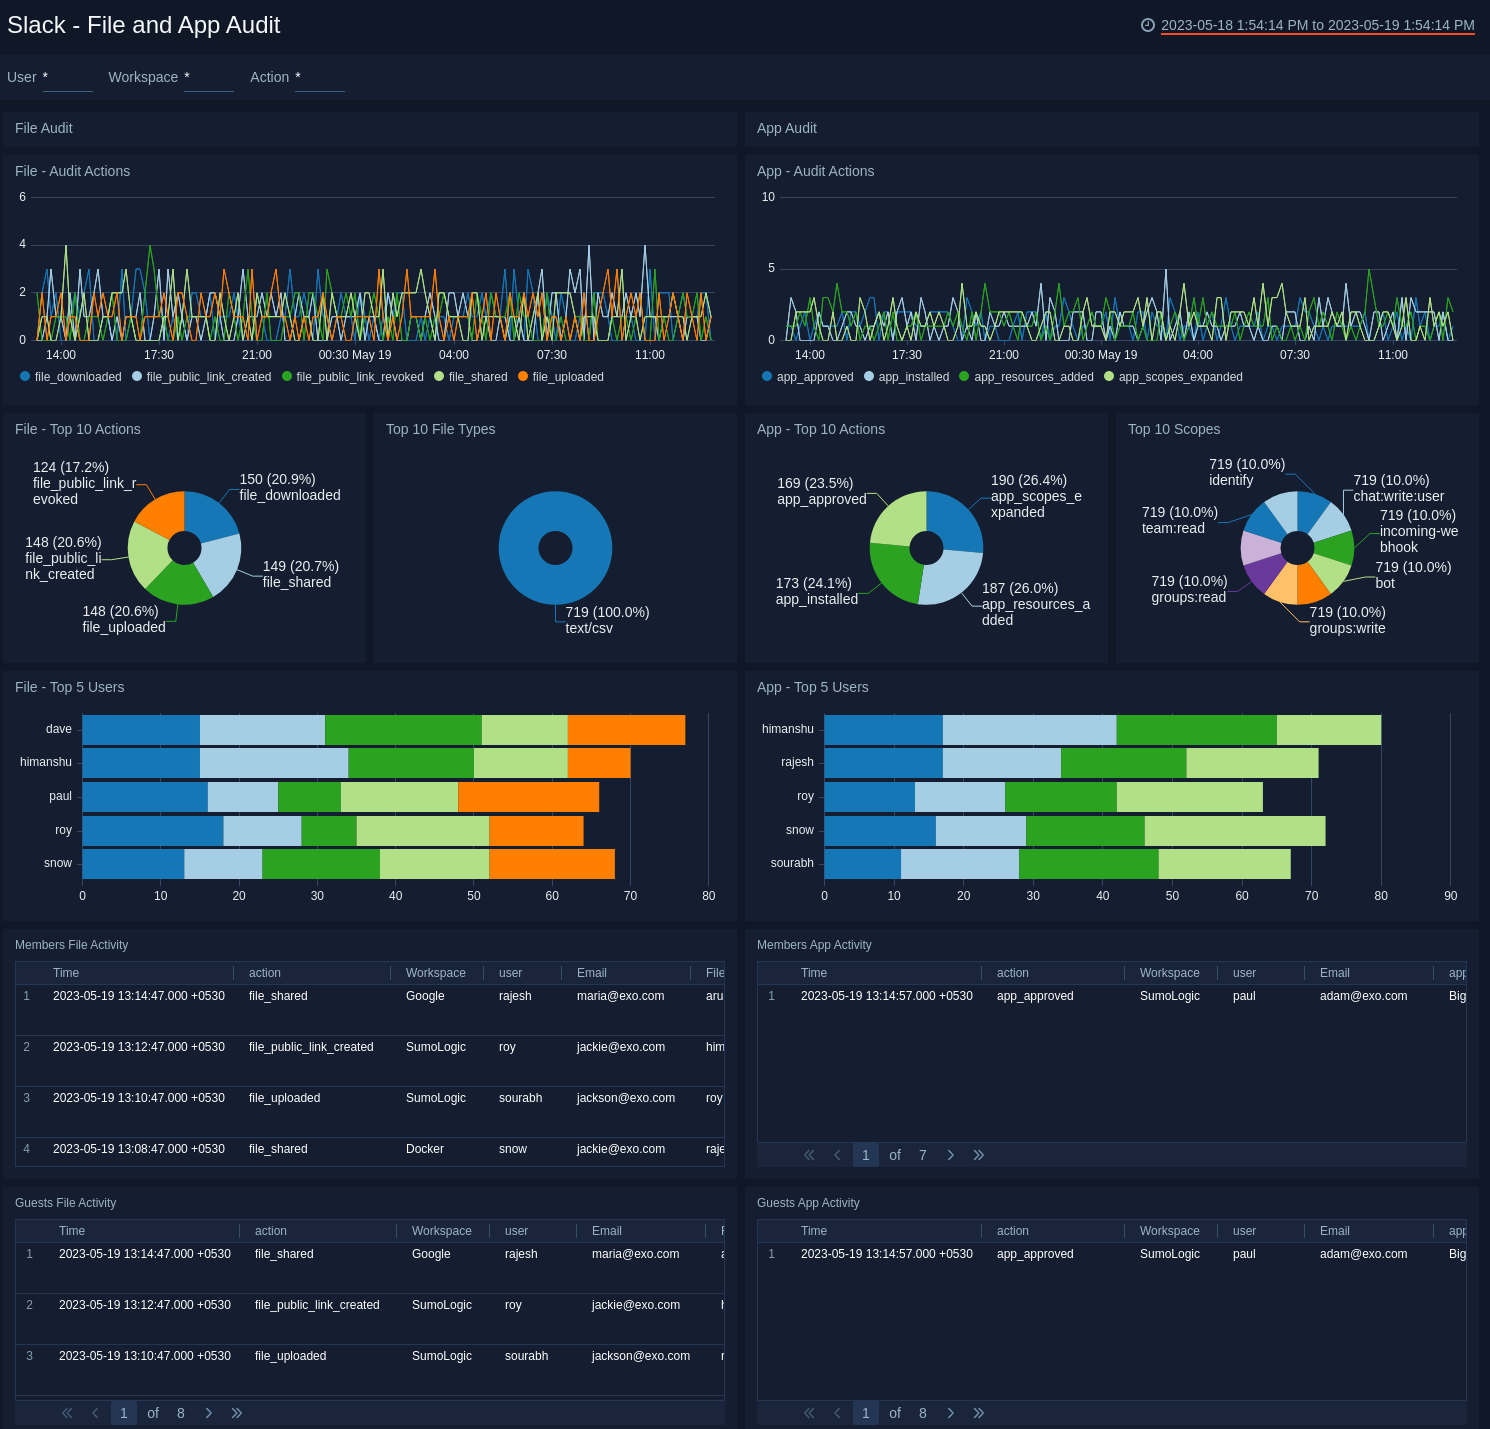 Slack - File and App Audit
2023-05-18 1:54:14 PM to 2023-05-19 1:54:14 PM
User * Workspace * Action *
File Audit
App Audit
File - Audit Actions
6
4
2
0
14:00 17:30 21:00 00:30 May 19 04:00 07:30 11:00
file_downloaded file_public_link_created file_public_link_revoked file_shared file_uploaded
App - Audit Actions
10
5
0
14:00 17:30 21:00 00:30 May 19 04:00 07:30 11:00
app_approved app_installed app_resources_added app_scopes_expanded
File - Top 10 Actions
124 (17.2%)
file_public_link_r
evoked
150 (20.9%)
file_downloaded
148 (20.6%)
file_public_li
nk_created
149 (20.7%)
file_shared
148 (20.6%)
file_uploaded
Top 10 File Types
719 (100.0%)
text/csv
App - Top 10 Actions
169 (23.5%)
app_approved
190 (26.4%)
app_scopes_e
xpanded
173 (24.1%)
app_installed
187 (26.0%)
app_resources_a
dded
Top 10 Scopes
719 (10.0%)
identify
719 (10.0%)
chat:write:user
719 (10.0%)
team:read
719 (10.0%)
incoming-we
bhook
719 (10.0%)
bot
719 (10.0%)
groups:read
719 (10.0%)
groups:write
File - Top 5 Users
dave
himanshu
paul
roy
snow
0 10 20 30 40 50 60 70 80
App - Top 5 Users
himanshu
rajesh
roy
snow
sourabh
0 10 20 30 40 50 60 70 80 90
Members File Activity
Time action Workspace user Email File
1 2023-05-19 13:14:47.000 +0530 file_shared Google rajesh maria@exo.com aru
2 2023-05-19 13:12:47.000 +0530 file_public_link_created SumoLogic roy jackie@exo.com him
3 2023-05-19 13:10:47.000 +0530 file_uploaded SumoLogic sourabh jackson@exo.com roy
4 2023-05-19 13:08:47.000 +0530 file_shared Docker snow jackie@exo.com raje
Members App Activity
Time action Workspace user Email app
1 2023-05-19 13:14:57.000 +0530 app_approved SumoLogic paul adam@exo.com Big
1 of 7
Guests File Activity
Time action Workspace user Email
1 2023-05-19 13:14:47.000 +0530 file_shared Google rajesh maria@exo.com
2 2023-05-19 13:12:47.000 +0530 file_public_link_created SumoLogic roy jackie@exo.com
3 2023-05-19 13:10:47.000 +0530 file_uploaded SumoLogic sourabh jackson@exo.com
1 of 8
Guests App Activity
Time action Workspace user Email app
1 2023-05-19 13:14:57.000 +0530 app_approved SumoLogic paul adam@exo.com Big
1 of 8